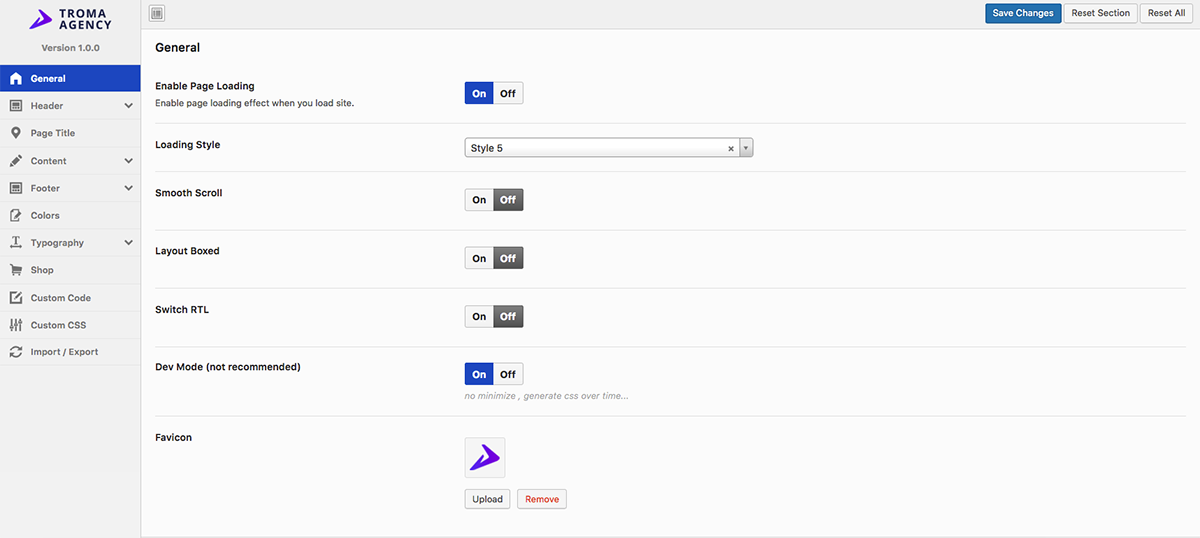 TROMA
AGENCY
Version 1.0.0
General
Header
Page Title
Content
Footer
Colors
Typography
Shop
Custom Code
Custom CSS
Import / Export
Save Changes
Reset Section
Reset All
General
Enable Page Loading
On Off
Enable page loading effect when you load site.
Loading Style
Style 5 ×
Smooth Scroll
On Off
Layout Boxed
On Off
Switch RTL
On Off
Dev Mode (not recommended)
On Off
no minimize , generate css over time...
Favicon
Upload
Remove